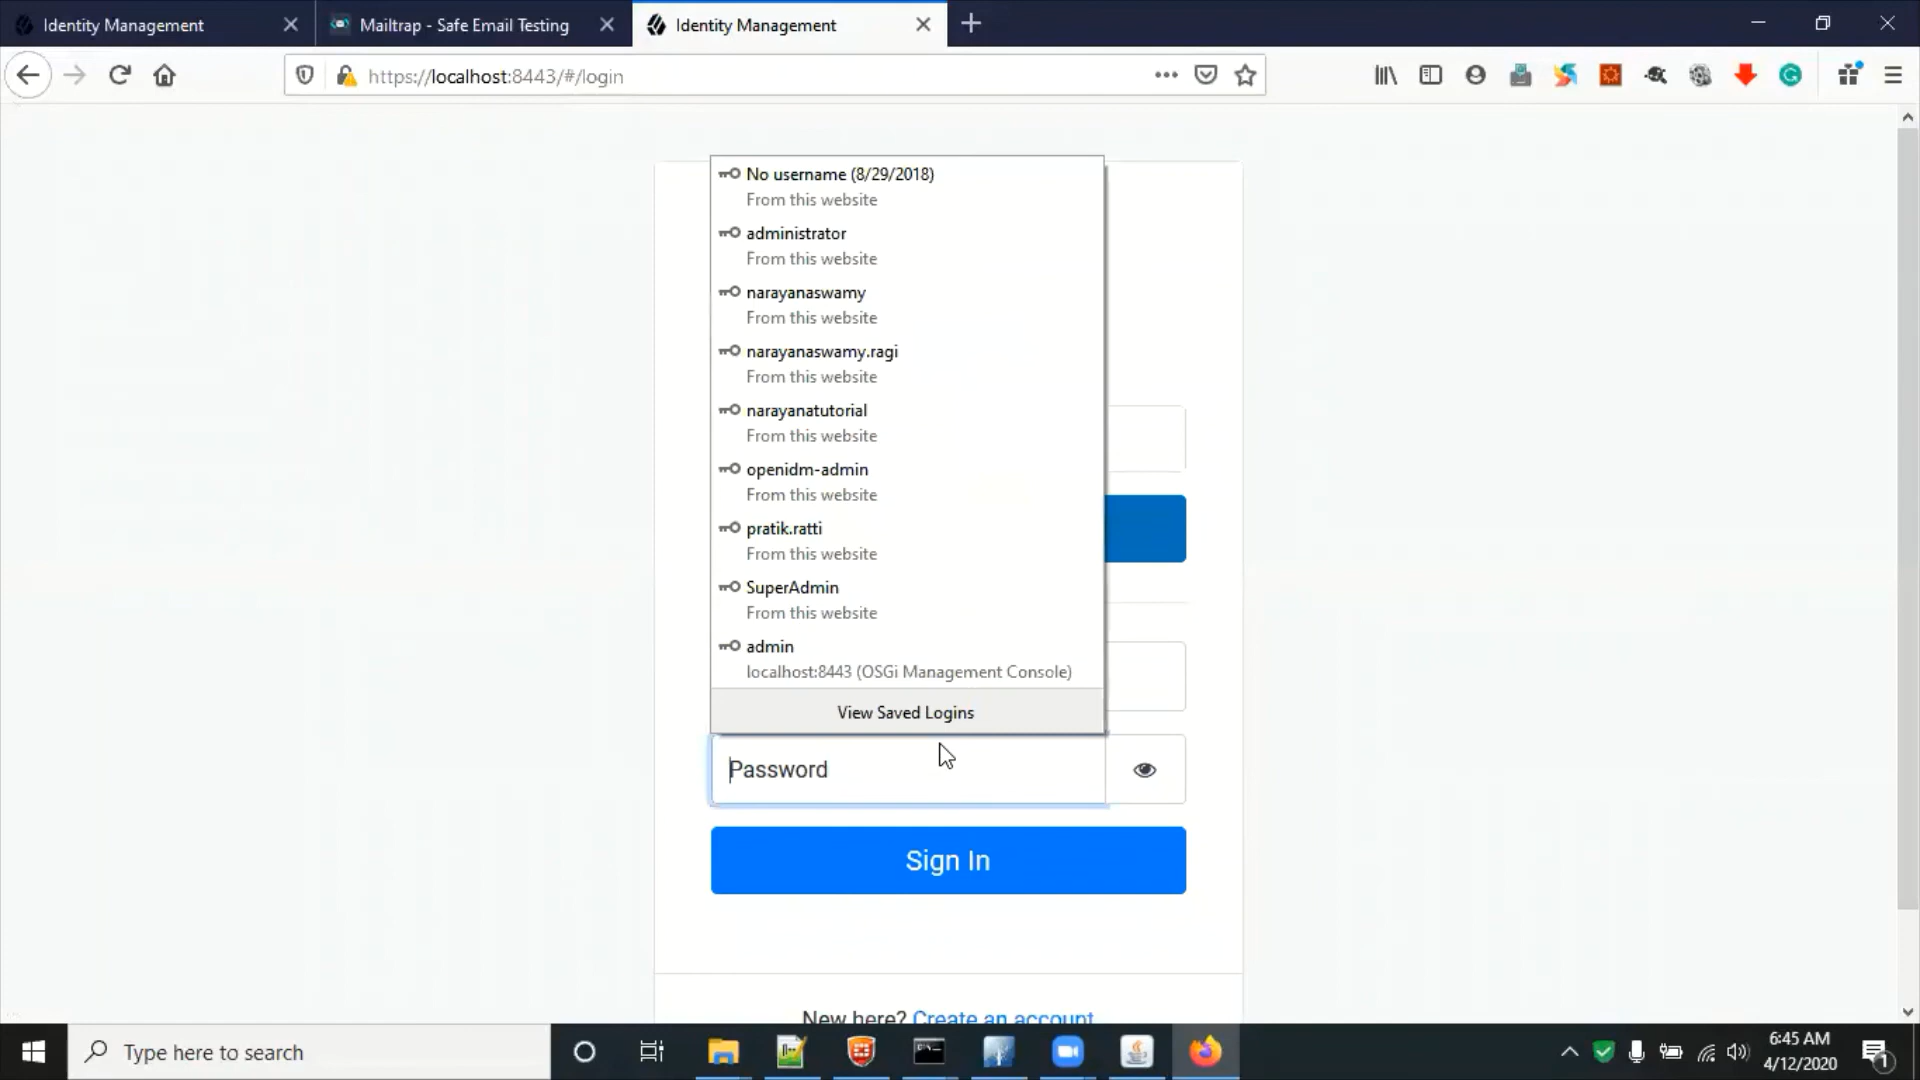 Identity Management
Mailtrap - Safe Email Testing
Identity Management
https://localhost:8443/#/login
No username (8/29/2018)
From this website
administrator
From this website
narayanaswamy
From this website
narayanaswamy.ragi
From this website
narayanatutorial
From this website
openidm-admin
From this website
pratik.ratti
From this website
SuperAdmin
From this website
admin
localhost:8443 (OSGi Management Console)
View Saved Logins
Password
Sign In
New here? Create an account
Type here to search
6:45 AM
4/12/2020
1